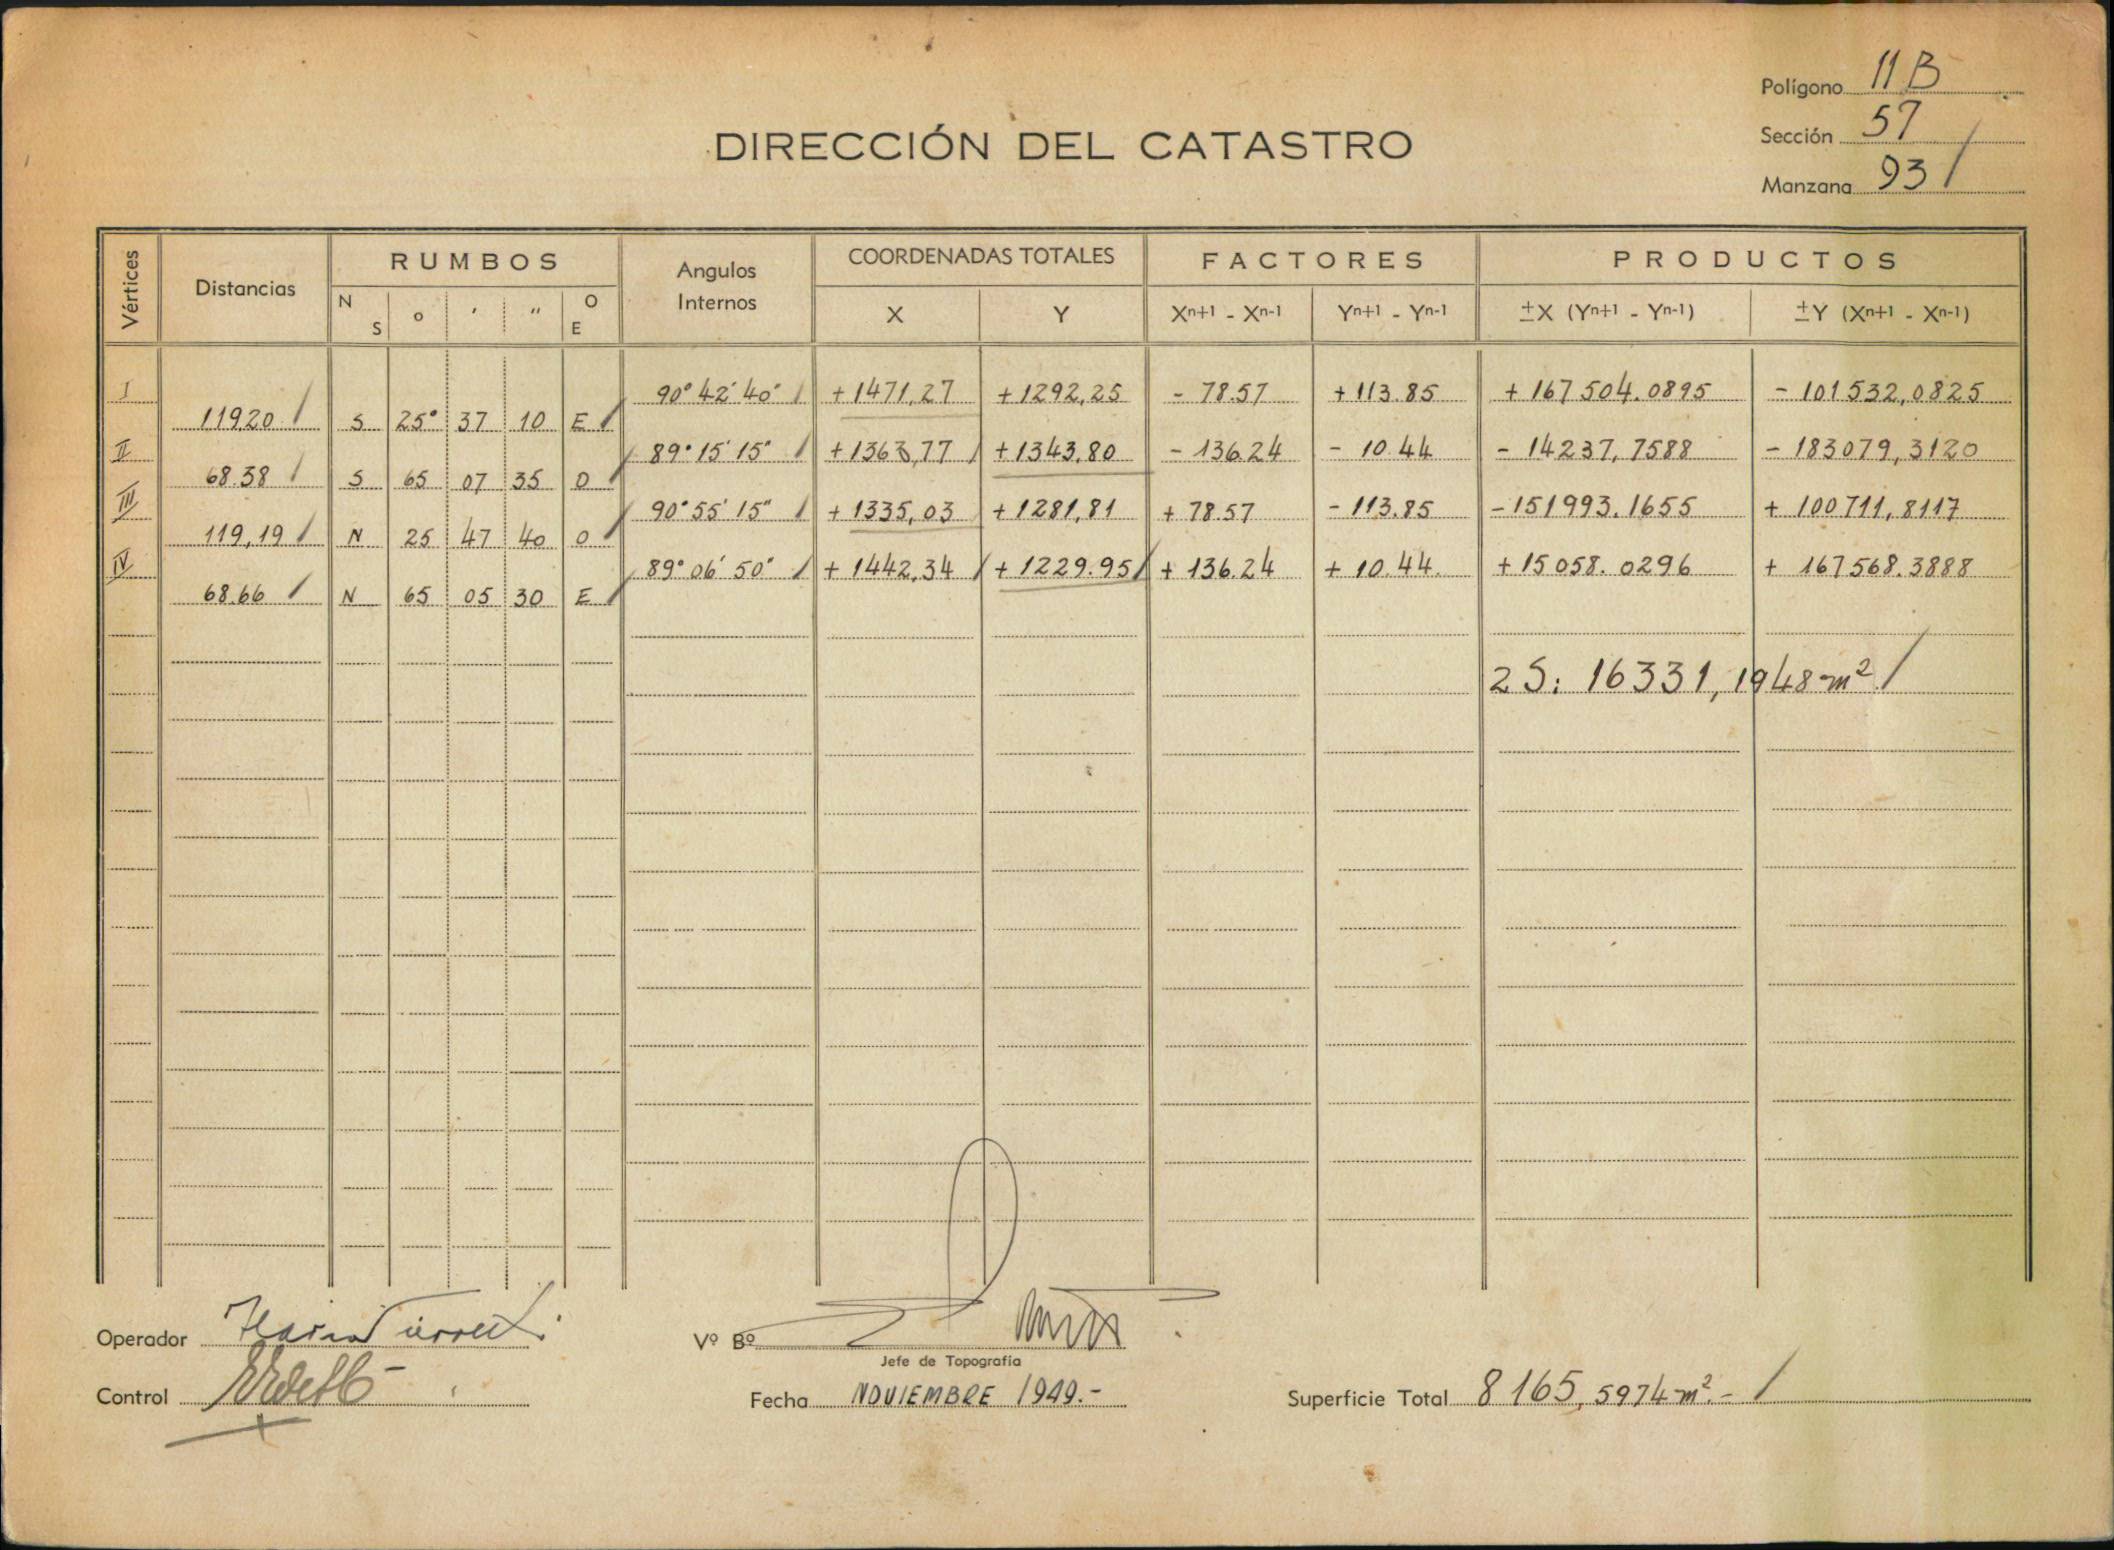 Polígono 11 B
DIRECCIÓN DEL CATASTRO
Sección 57
Manzana 93
Vértices
Distancias
RUMBOS
N S o ' " O E
Angulos Internos
COORDENADAS TOTALES
X Y
FACTORES
Xn+1 - Xn-1 Yn+1 - Yn-1
PRODUCTOS
±X (Yn+1 - Yn-1) ±Y (Xn+1 - Xn-1)
I 90° 42' 40" +1471,27 +1292,25 - 78.57 +113.85 +167504.0895 - 101532,0825
119.20 S 25° 37 10 E
II 89° 15' 15" +1363,77 +1343,80 - 136.24 - 10.44 - 14237,7588 - 183079,3120
68.38 S 65 07 35 O
III 90° 55' 15" +1335,03 +1281,81 + 78.57 - 113.85 -151993.1655 + 100711,8117
119,19 N 25 47 40 O
IV 89° 06' 50" + 1442,34 +1229.95 + 136.24 + 10.44. +15058.0296 + 167568.3888
68.66 N 65 05 30 E
2S: 16331,1948 m²
Operador
Vº Bº
Jefe de Topografía
Control
Fecha NOVIEMBRE 1949.-
Superficie Total 8165,5974 m².-